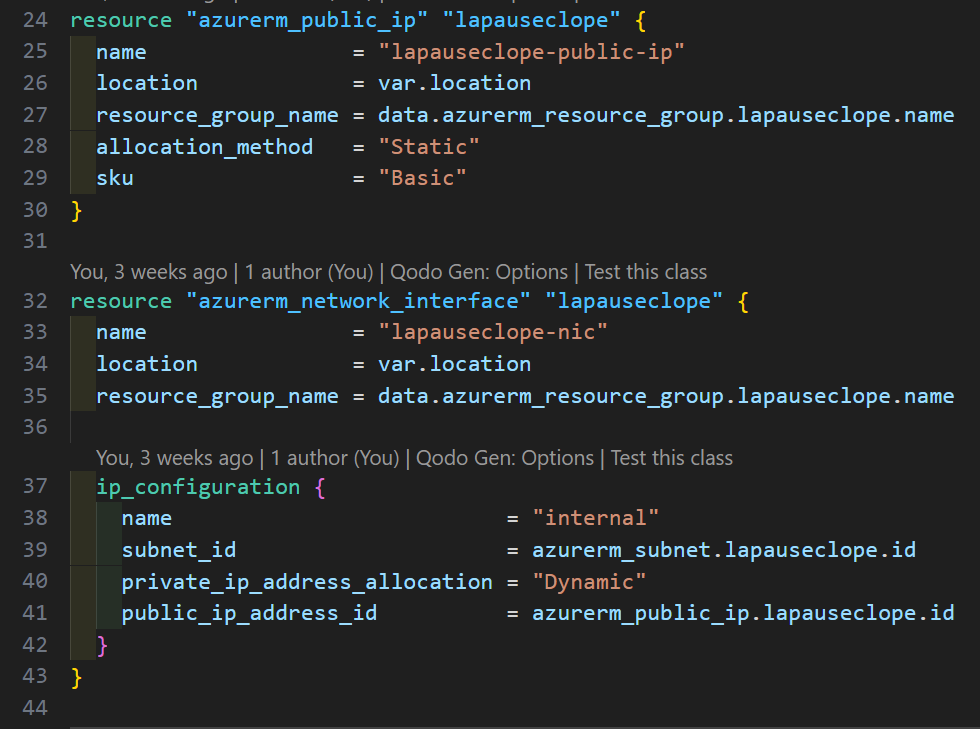 24 resource "azurerm_public_ip" "lapauseclope" {
25 name = "lapauseclope-public-ip"
26 location = var.location
27 resource_group_name = data.azurerm_resource_group.lapauseclope.name
28 allocation_method = "Static"
29 sku = "Basic"
30 }
31
You, 3 weeks ago | 1 author (You) | Qodo Gen: Options | Test this class
32 resource "azurerm_network_interface" "lapauseclope" {
33 name = "lapauseclope-nic"
34 location = var.location
35 resource_group_name = data.azurerm_resource_group.lapauseclope.name
36
You, 3 weeks ago | 1 author (You) | Qodo Gen: Options | Test this class
37 ip_configuration {
38 name = "internal"
39 subnet_id = azurerm_subnet.lapauseclope.id
40 private_ip_address_allocation = "Dynamic"
41 public_ip_address_id = azurerm_public_ip.lapauseclope.id
42 }
43 }
44